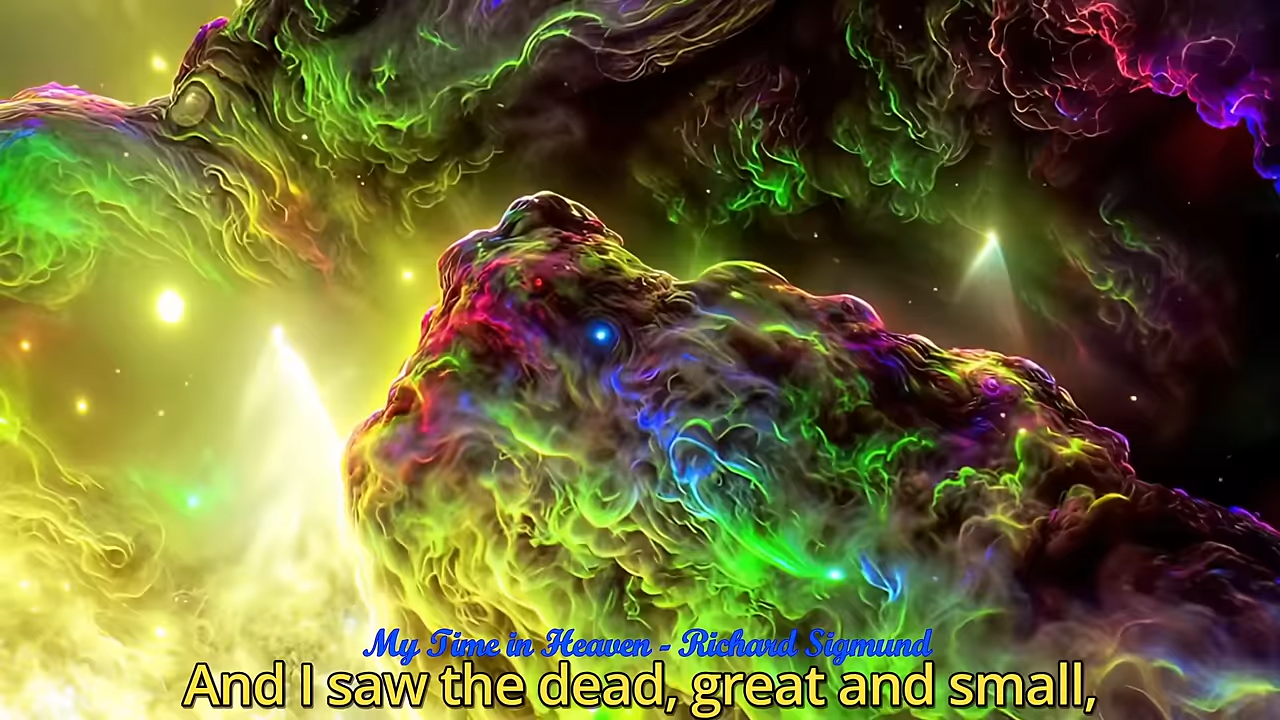 My Time in Heaven - Richard Sigmund
And I saw the dead, great and small,